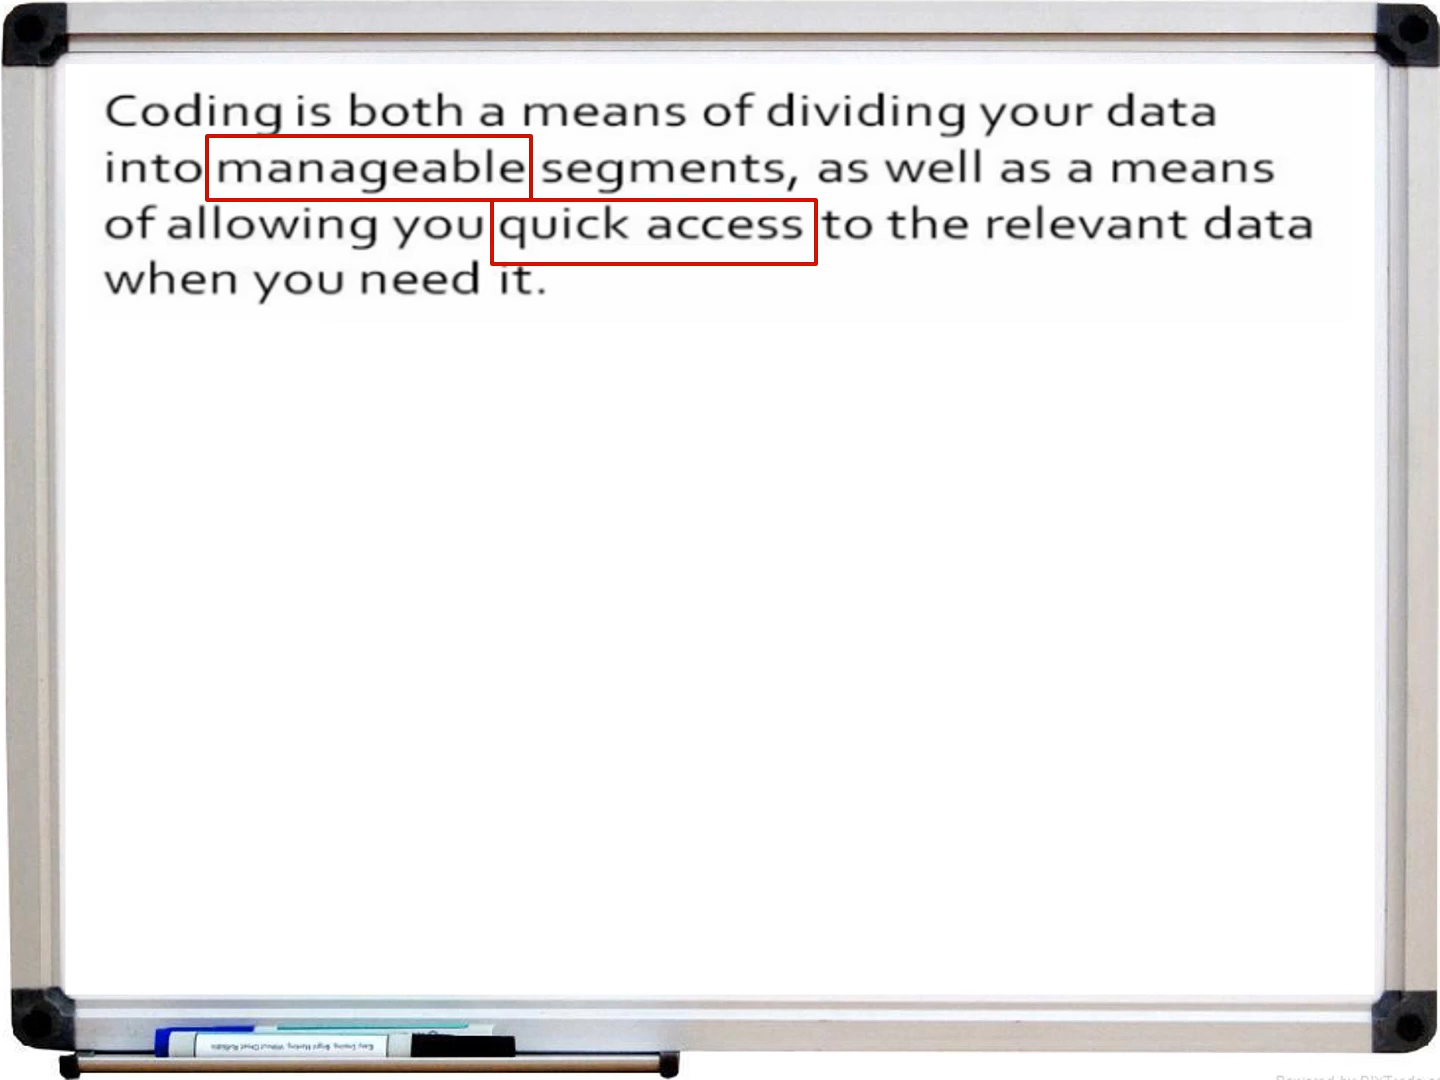 Coding is both a means of dividing your data
into manageable segments, as well as a means
of allowing you quick access to the relevant data
when you need it.